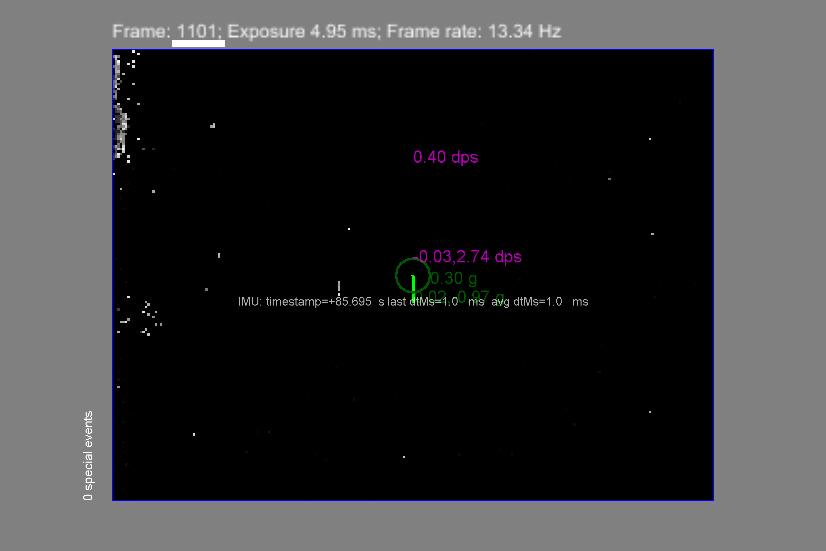 Frame: 1101; Exposure 4.95 ms; Frame rate: 13.34 Hz
0.40 dps
-0.03,2.74 dps
0.30 g
IMU: timestamp=+85.695 s last dtMs=1.0 ms avg dtMs=1.0 ms
0 special events